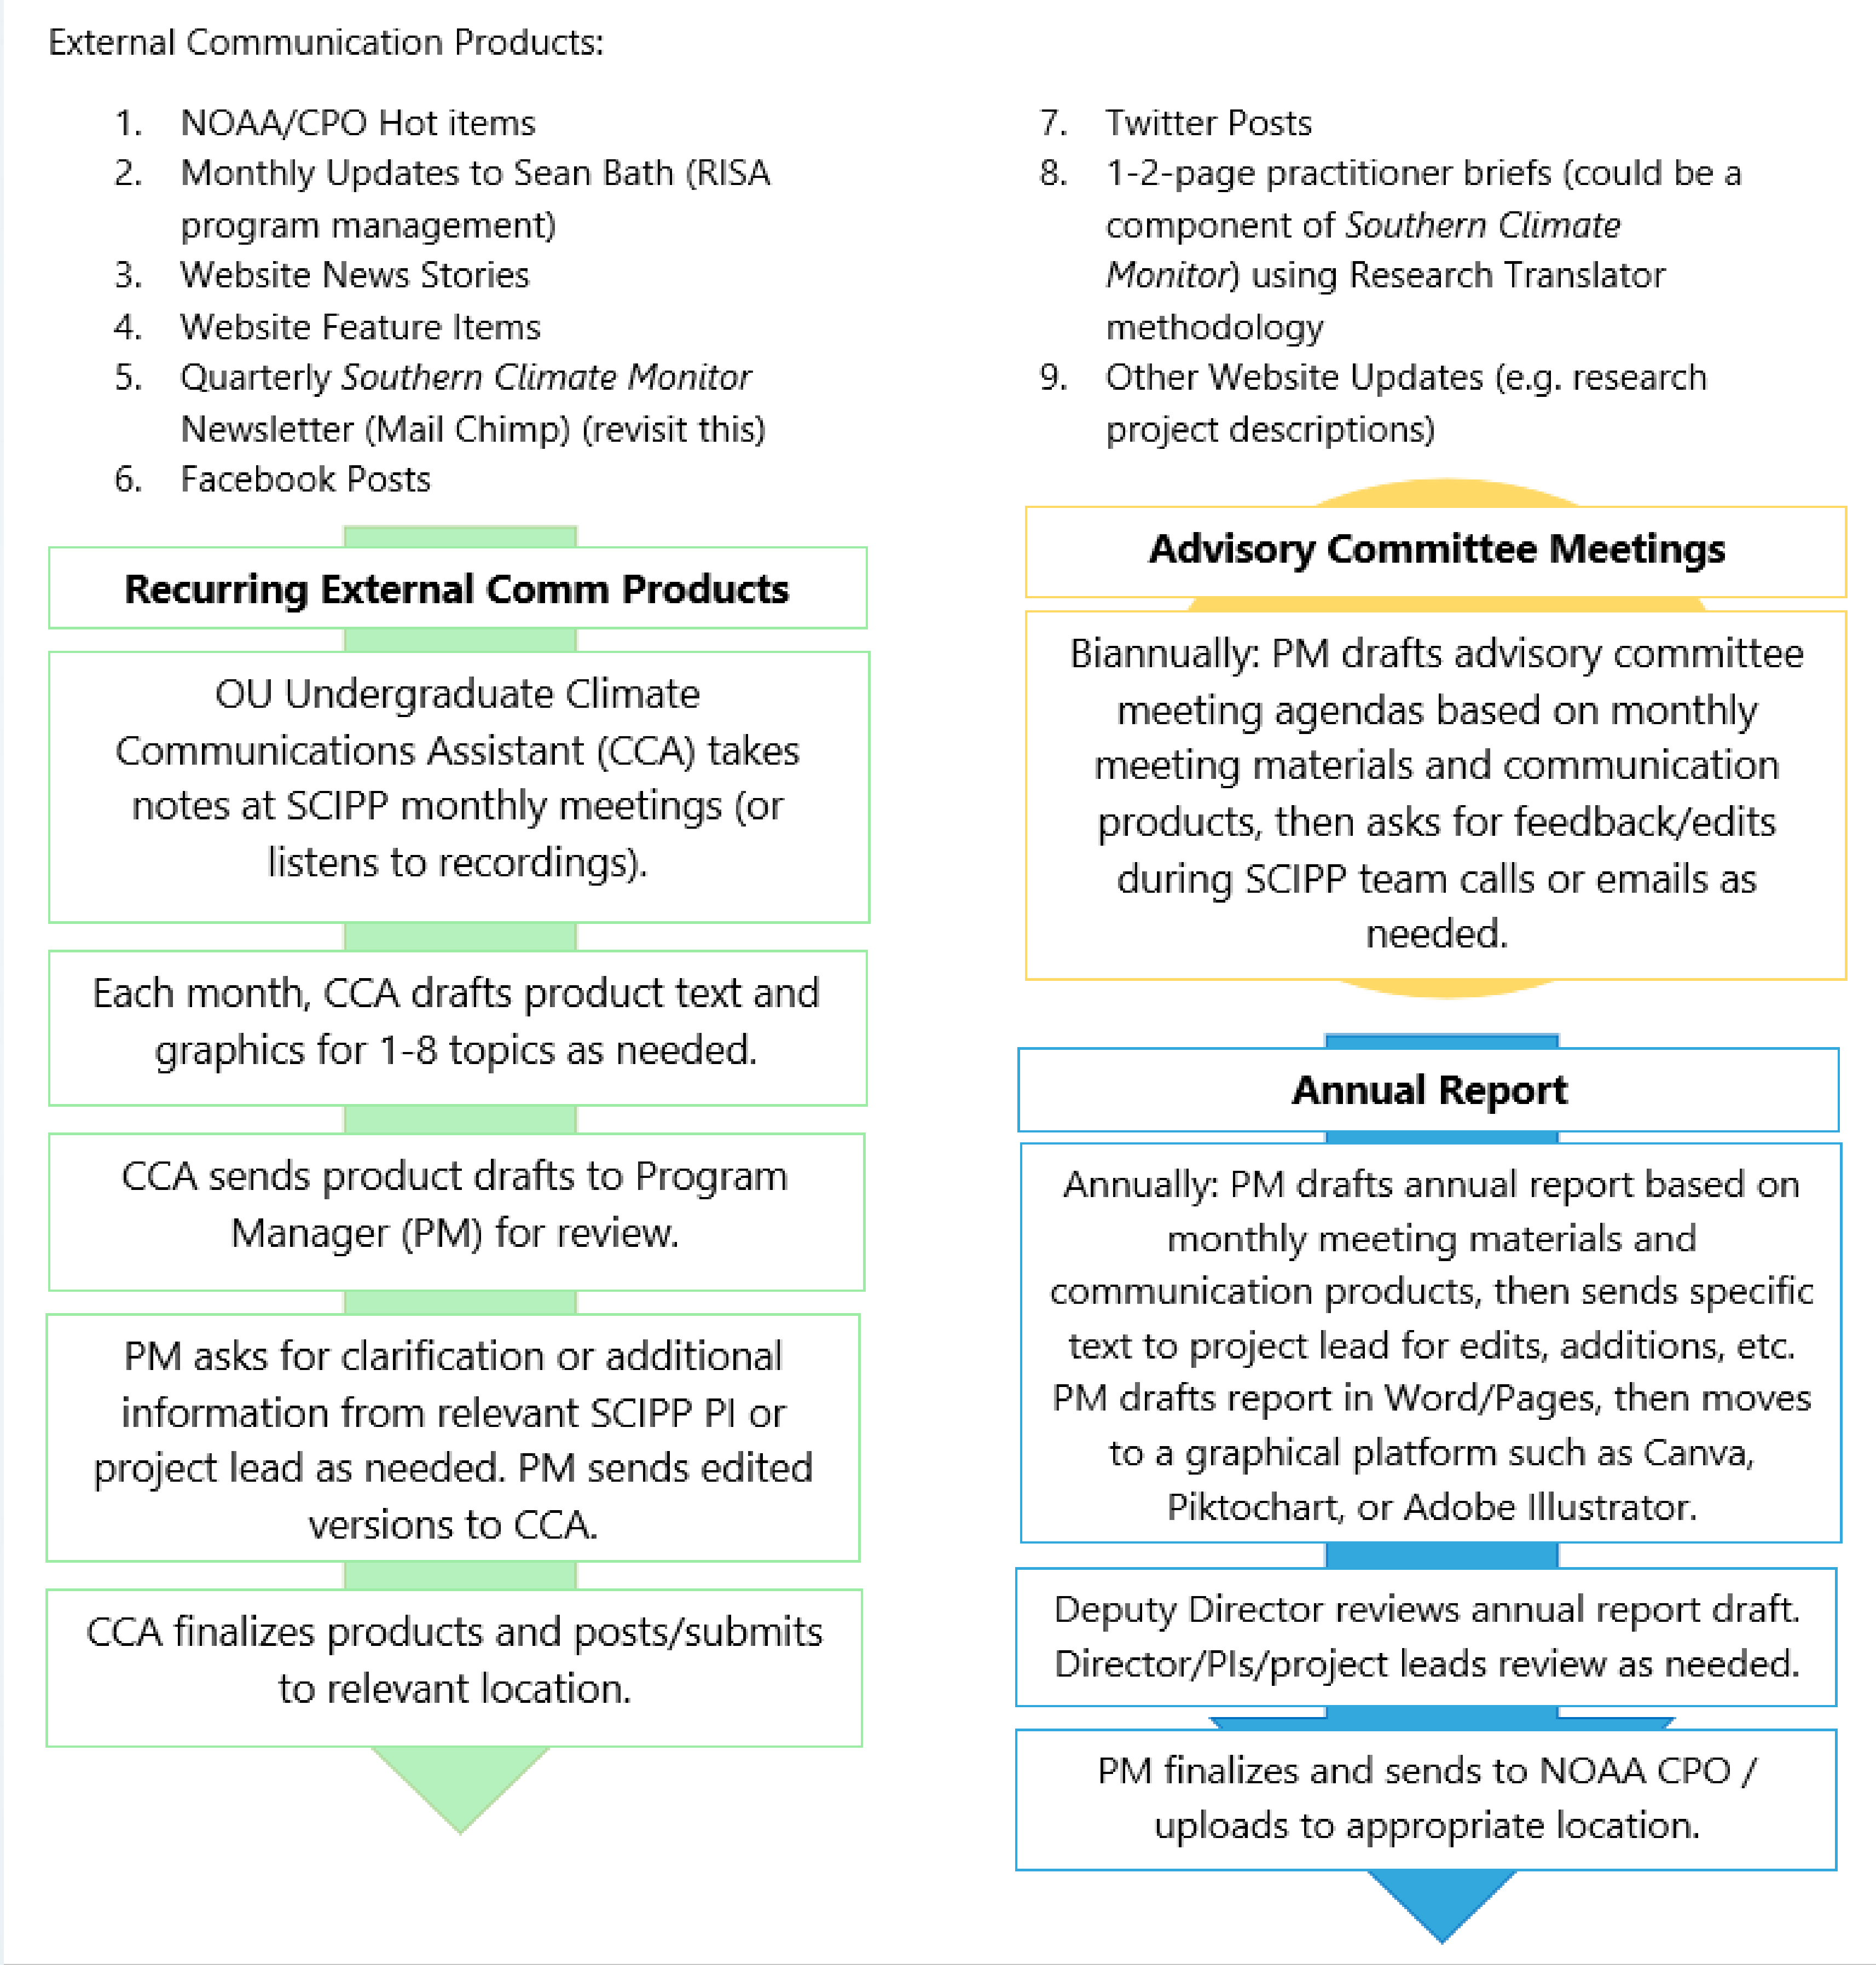 External Communication Products:
1. NOAA/CPO Hot items
2. Monthly Updates to Sean Bath (RISA
program management)
3. Website News Stories
4. Website Feature Items
5. Quarterly Southern Climate Monitor
Newsletter (Mail Chimp) (revisit this)
6. Facebook Posts
7. Twitter Posts
8. 1-2-page practitioner briefs (could be a
component of Southern Climate
Monitor) using Research Translator
methodology
9. Other Website Updates (e.g. research
project descriptions)
Recurring External Comm Products
OU Undergraduate Climate
Communications Assistant (CCA) takes
notes at SCIPP monthly meetings (or
listens to recordings).
Each month, CCA drafts product text and
graphics for 1-8 topics as needed.
CCA sends product drafts to Program
Manager (PM) for review.
PM asks for clarification or additional
information from relevant SCIPP PI or
project lead as needed. PM sends edited
versions to CCA.
CCA finalizes products and posts/submits
to relevant location.
Advisory Committee Meetings
Biannually: PM drafts advisory committee
meeting agendas based on monthly
meeting materials and communication
products, then asks for feedback/edits
during SCIPP team calls or emails as
needed.
Annual Report
Annually: PM drafts annual report based on
monthly meeting materials and
communication products, then sends specific
text to project lead for edits, additions, etc.
PM drafts report in Word/Pages, then moves
to a graphical platform such as Canva,
Piktochart, or Adobe Illustrator.
Deputy Director reviews annual report draft.
Director/PIs/project leads review as needed.
PM finalizes and sends to NOAA CPO /
uploads to appropriate location.